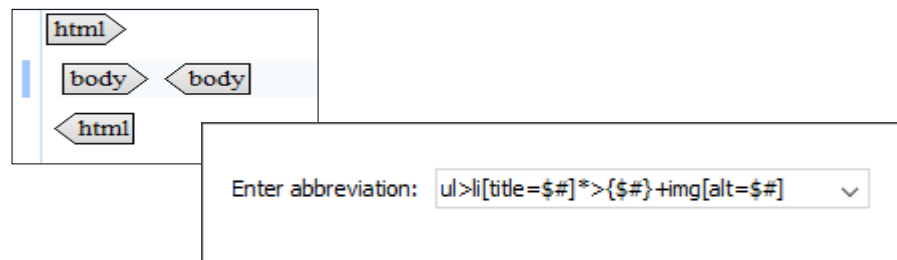 html
body body
html
Enter abbreviation: ul>li[title=$#]*>{$#}+img[alt=$#]